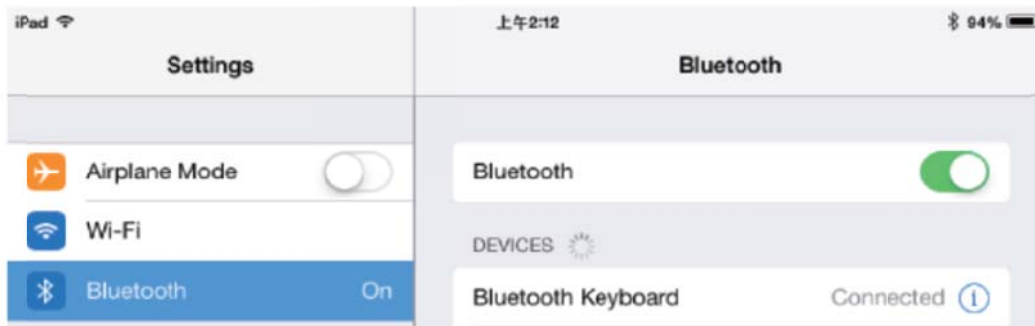 iPad 上午2:12 94%
Settings
Bluetooth
Airplane Mode
Wi-Fi
Bluetooth On
Bluetooth
DEVICES
Bluetooth Keyboard Connected